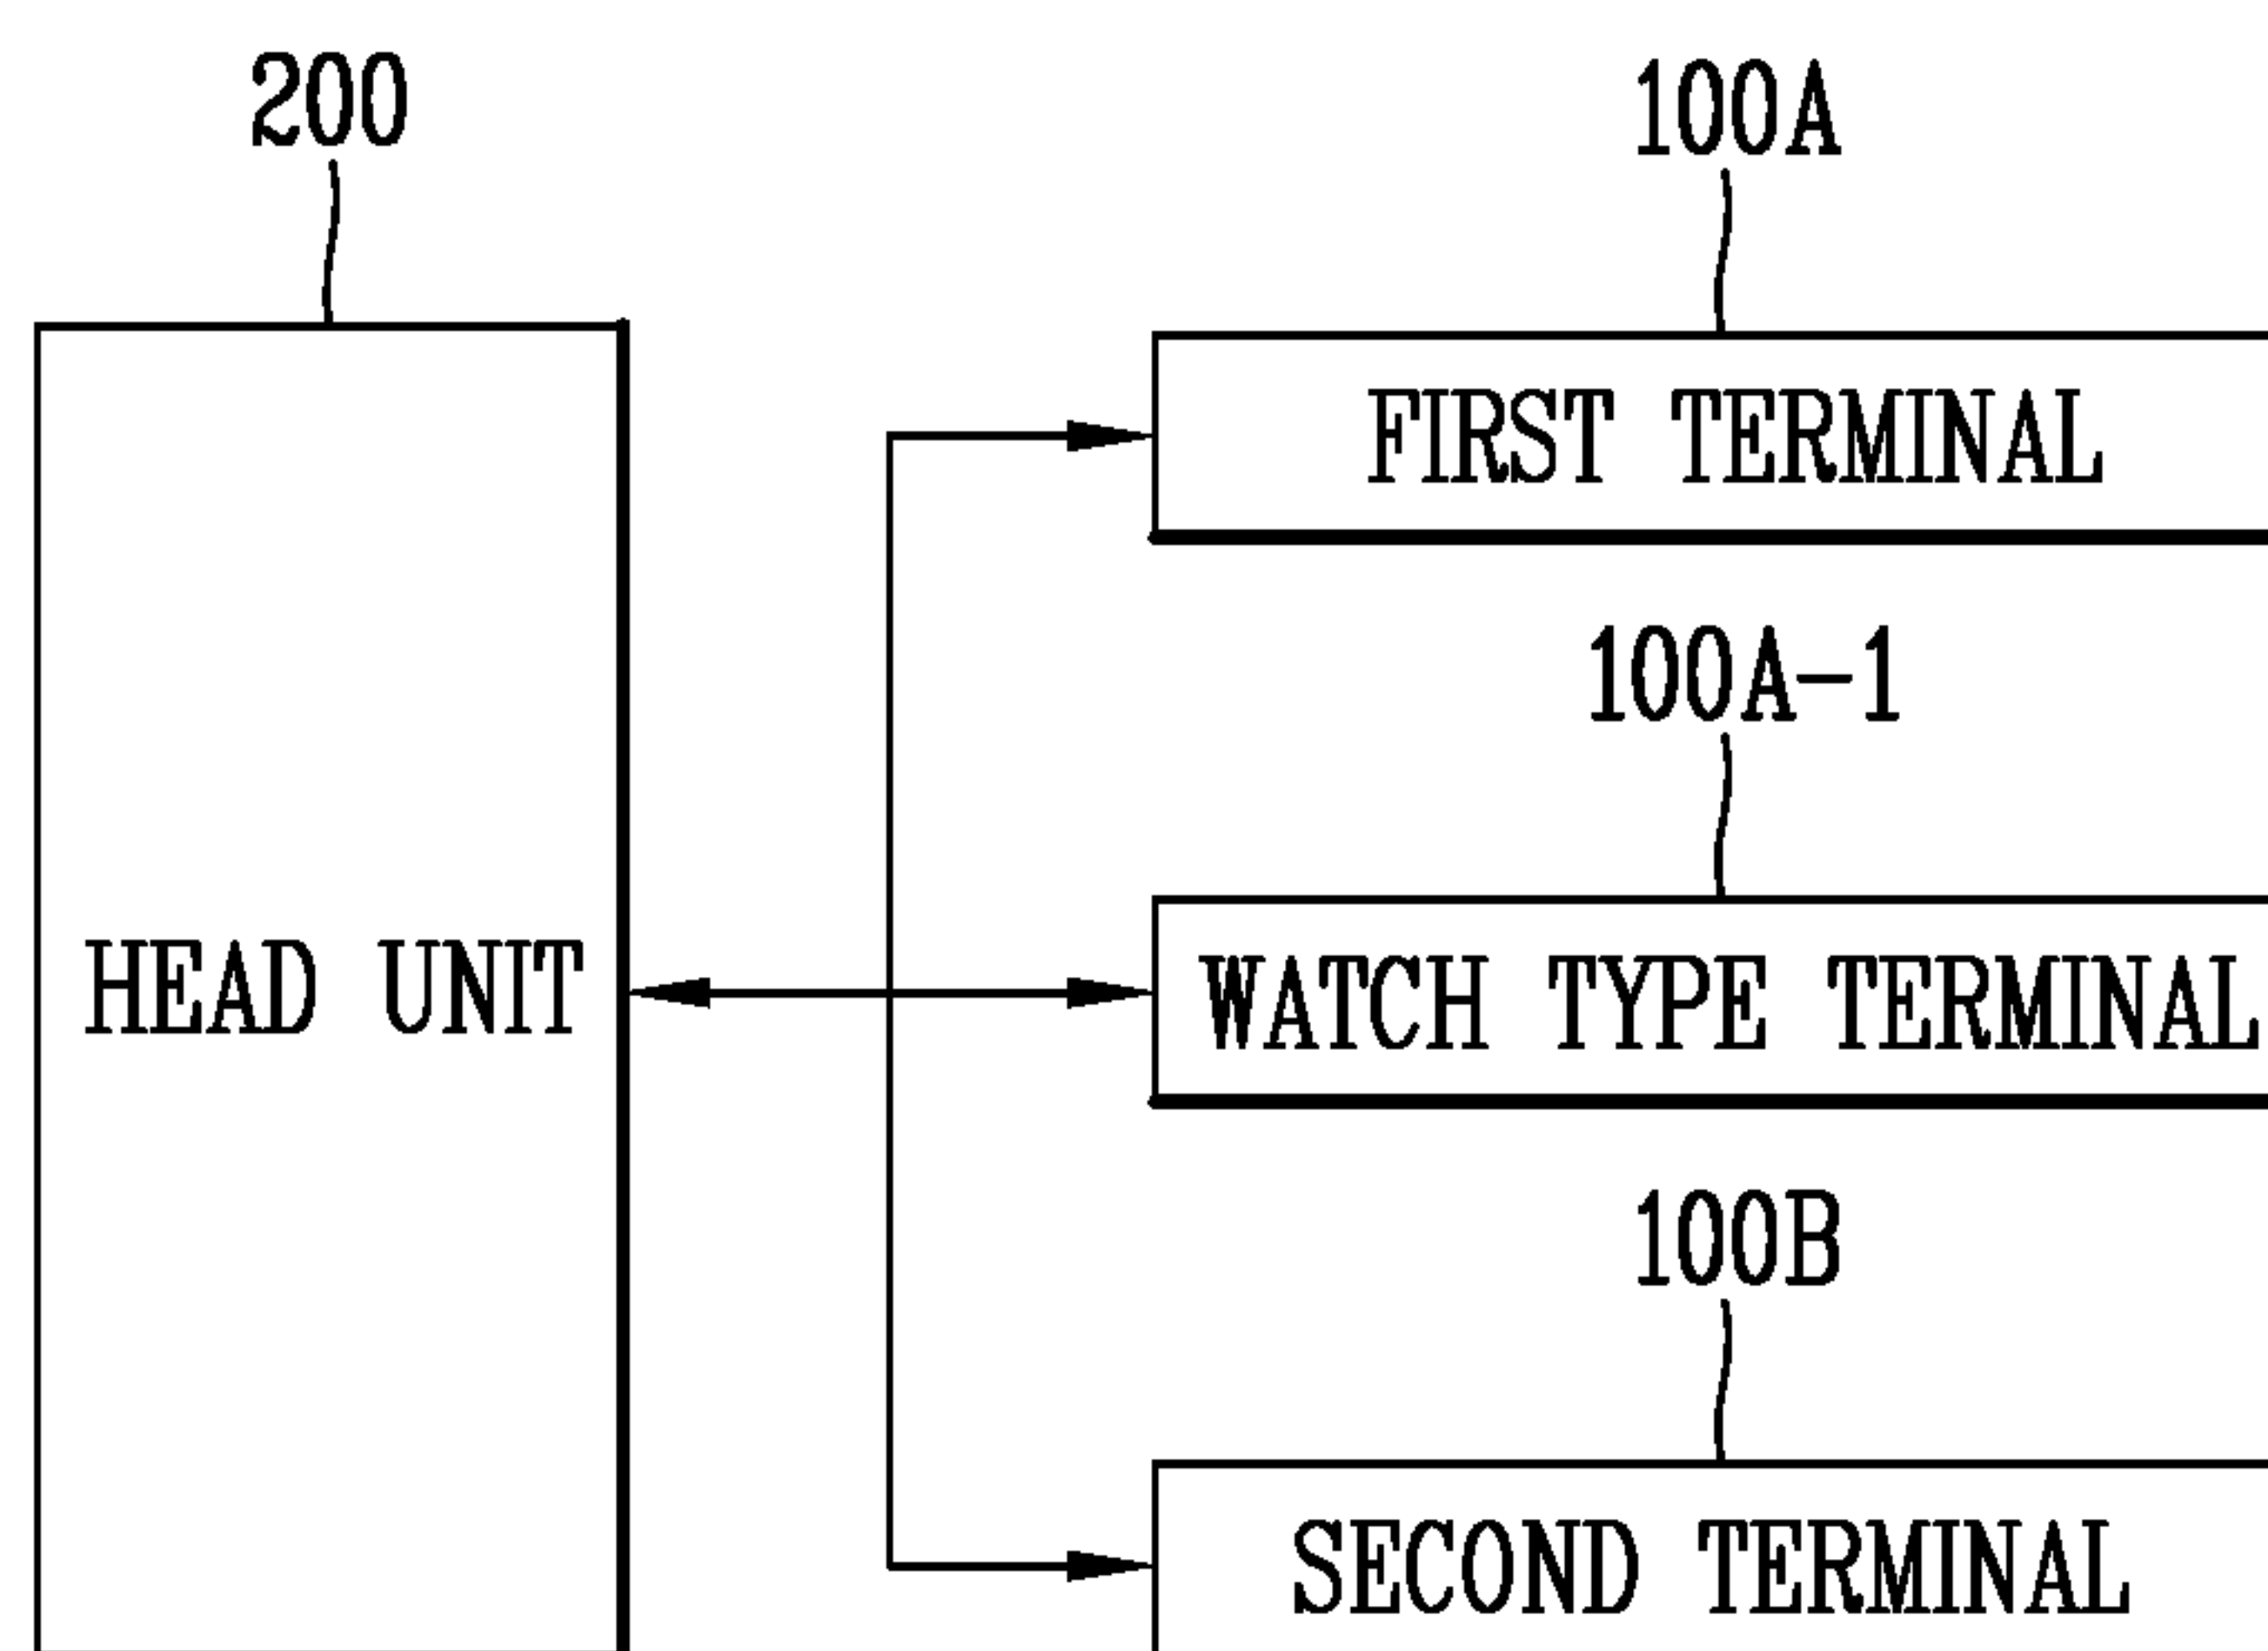 200
100A
FIRST TERMINAL
100A-1
HEAD UNIT
WATCH TYPE TERMINAL
100B
SECOND TERMINAL